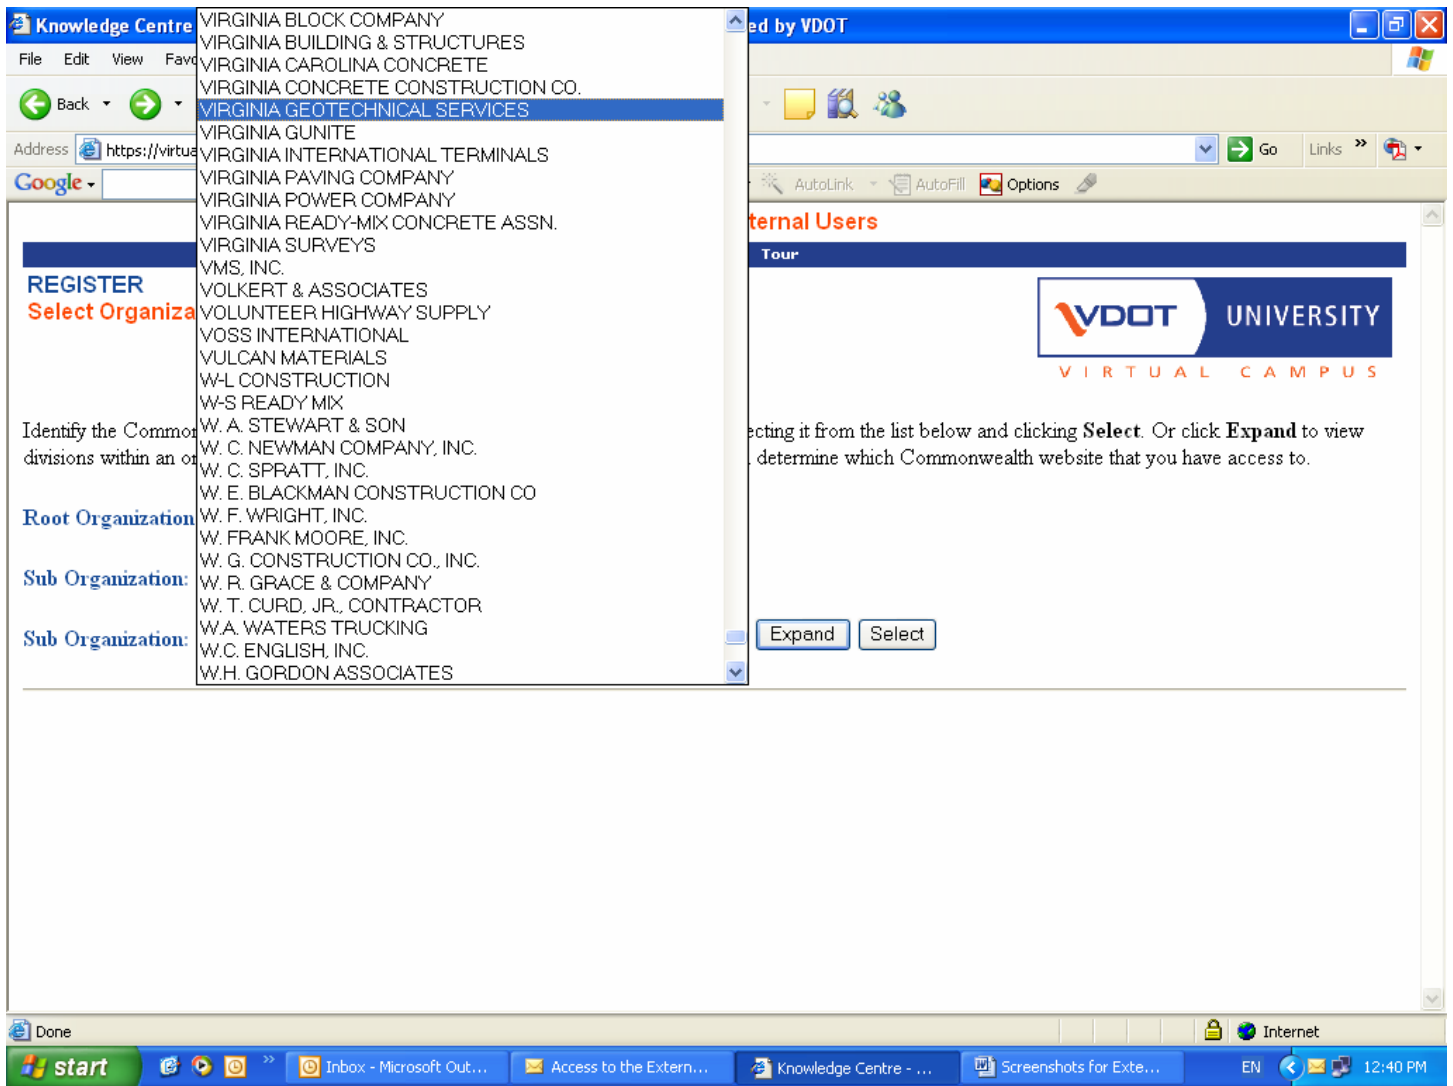 Knowledge Centre
ed by VDOT
File Edit View Favo
Back
Address https://virtua
Go Links »
Google
AutoLink AutoFill Options
VIRGINIA BLOCK COMPANY
VIRGINIA BUILDING & STRUCTURES
VIRGINIA CAROLINA CONCRETE
VIRGINIA CONCRETE CONSTRUCTION CO.
VIRGINIA GEOTECHNICAL SERVICES
VIRGINIA GUNITE
VIRGINIA INTERNATIONAL TERMINALS
VIRGINIA PAVING COMPANY
VIRGINIA POWER COMPANY
VIRGINIA READY-MIX CONCRETE ASSN.
VIRGINIA SURVEYS
VMS, INC.
VOLKERT & ASSOCIATES
VOLUNTEER HIGHWAY SUPPLY
VOSS INTERNATIONAL
VULCAN MATERIALS
W-L CONSTRUCTION
W-S READY MIX
W. A. STEWART & SON
W. C. NEWMAN COMPANY, INC.
W. C. SPRATT, INC.
W. E. BLACKMAN CONSTRUCTION CO
W. F. WRIGHT, INC.
W. FRANK MOORE, INC.
W. G. CONSTRUCTION CO., INC.
W. R. GRACE & COMPANY
W. T. CURD, JR., CONTRACTOR
W.A. WATERS TRUCKING
W.C. ENGLISH, INC.
W.H. GORDON ASSOCIATES
ternal Users
Tour
REGISTER
Select Organiza
VDOT UNIVERSITY
VIRTUAL CAMPUS
Identify the Common
ecting it from the list below and clicking Select. Or click Expand to view
divisions within an or
determine which Commonwealth website that you have access to.
Root Organization
Sub Organization:
Sub Organization:
Expand Select
Done
Internet
start » Inbox - Microsoft Out... Access to the Extern... Knowledge Centre - ... Screenshots for Exte... EN 12:40 PM